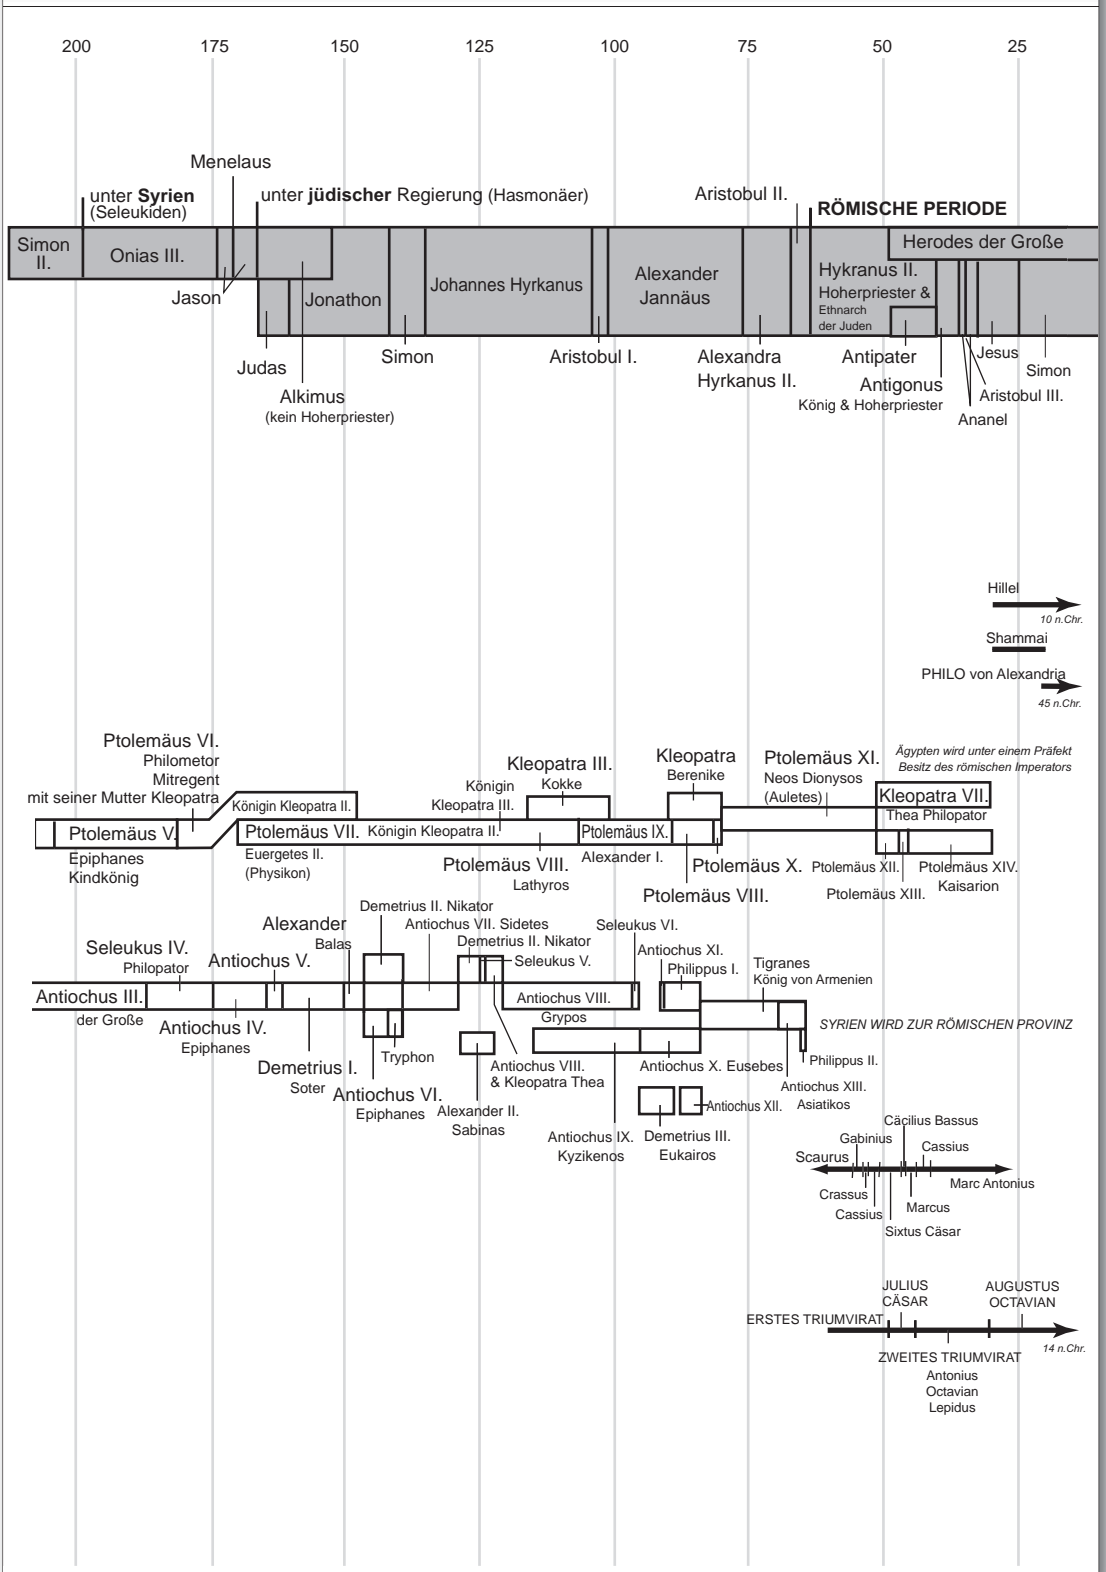 200 175 150 125 100 75 50 25
Menelaus
unter Syrien
(Seleukiden)
unter jüdischer Regierung (Hasmonäer)
Aristobul II.
RÖMISCHE PERIODE
Simon
II.
Onias III.
Jason
Jonathon
Johannes Hyrkanus
Alexander
Jannäus
Herodes der Große
Hykranus II.
Hoherpriester &
Ethnarch
der Juden
Judas
Alkimus
(kein Hoherpriester)
Simon
Aristobul I.
Alexandra
Hyrkanus II.
Antipater
Antigonus
König & Hoherpriester
Jesus
Simon
Aristobul III.
Ananel
Hillel
10 n.Chr.
Shammai
PHILO von Alexandria
45 n.Chr.
Ptolemäus VI.
Philometor
Mitregent
mit seiner Mutter Kleopatra
Königin Kleopatra II.
Königin
Kleopatra III.
Kleopatra III.
Kokke
Kleopatra
Berenike
Ptolemäus XI.
Neos Dionysos
(Auletes)
Ägypten wird unter einem Präfekt
Besitz des römischen Imperators
Kleopatra VII.
Thea Philopator
Ptolemäus V.
Epiphanes
Kindkönig
Ptolemäus VII. Königin Kleopatra II.
Euergetes II.
(Physikon)
Ptolemäus VIII.
Lathyros
Ptolemäus IX.
Alexander I.
Ptolemäus X.
Ptolemäus VIII.
Ptolemäus XII.
Ptolemäus XIII.
Ptolemäus XIV.
Kaisarion
Demetrius II. Nikator
Alexander
Balas
Antiochus VII. Sidetes
Demetrius II. Nikator
Seleukus V.
Seleukus VI.
Antiochus XI.
Philippus I.
Tigranes
König von Armenien
Seleukus IV.
Philopator
Antiochus V.
Antiochus III.
der Große
Antiochus IV.
Epiphanes
Demetrius I.
Soter
Tryphon
Antiochus VI.
Epiphanes
Alexander II.
Sabinas
Antiochus VIII.
& Kleopatra Thea
Antiochus VIII.
Grypos
Antiochus IX.
Kyzikenos
Antiochus X. Eusebes
Demetrius III.
Eukairos
Antiochus XII.
Antiochus XIII.
Asiatikos
Philippus II.
SYRIEN WIRD ZUR RÖMISCHEN PROVINZ
Cäcilius Bassus
Gabinius
Cassius
Scaurus
Marc Antonius
Crassus
Cassius
Marcus
Sixtus Cäsar
JULIUS
CÄSAR
AUGUSTUS
OCTAVIAN
ERSTES TRIUMVIRAT
14 n.Chr.
ZWEITES TRIUMVIRAT
Antonius
Octavian
Lepidus